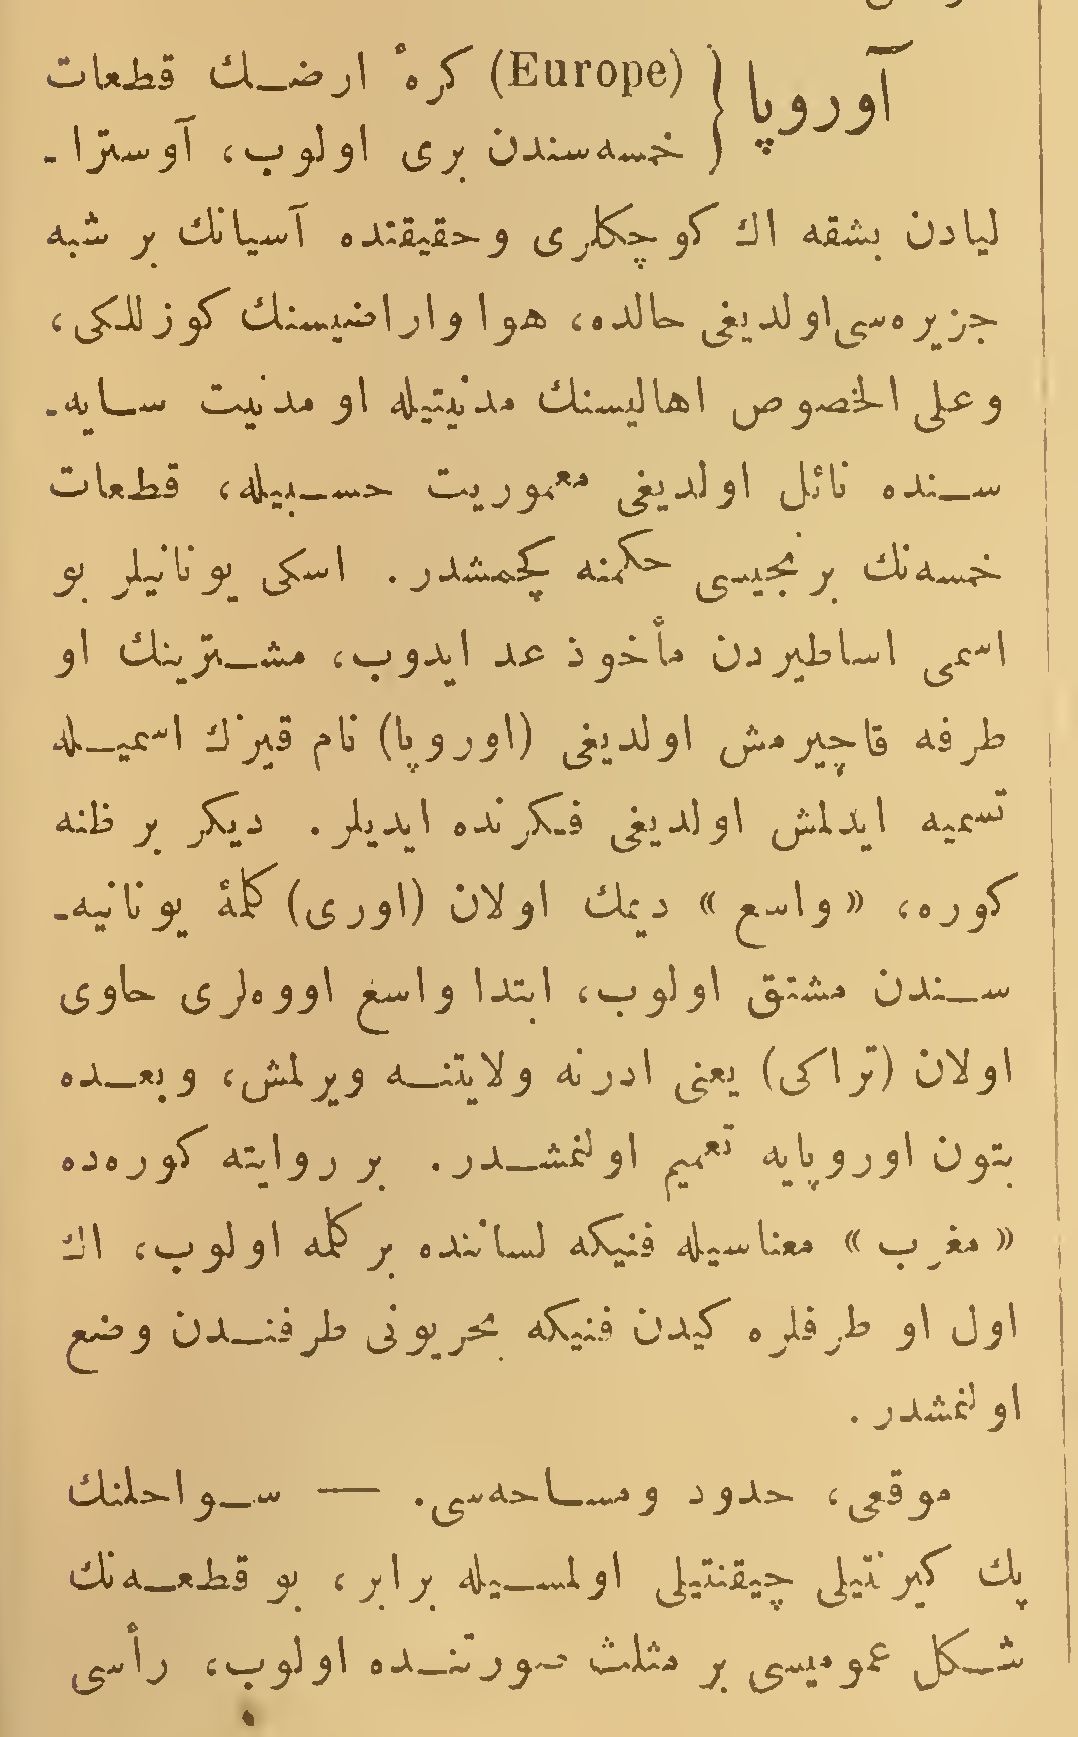 آوروپا { (Europe) کرۀ ارضك قطعات
خمسه‌سندن بری اولوب، آوسترا-
لیادن بشقه اك كوچكلری وحقیقتده آسیانك بر شبه
جزیره‌سی اولدیغی حالده، هوا واراضیسنك كوزللكی،
وعلی الخصوص اهالیسنك مدنیتیله او مدنیت سایه-
سنده نائل اولدیغی معموریت حسبیله، قطعات
خمسه‌نك برنجیسی حكمنه كچمشدر. اسكی یونانیلر بو
اسمی اساطیردن مأخوذ عد ایدوب، مشترینك او
طرفه قاچیرمش اولدیغی (اوروپا) نام قیزك اسمیله
تسمیه ایدلمش اولدیغی فكرنده ایدیلر. دیكر بر ظنه
كوره، «واسع» دیمك اولان (اوری) كلمۀ یونانیه-
سندن مشتق اولوب، ابتدا واسع اووه‌لری حاوی
اولان (تراكی) یعنی ادرنه ولایتنه ویرلمش، وبعده
بتون اوروپایه تعمیم اولنمشدر. بر روایته كوره‌ده
«مغرب» معناسیله فنیكه لساننده بر كلمه اولوب، اك
اول او طرفلره كیدن فنیكه بحریونی طرفندن وضع
اولنمشدر.
موقعی، حدود ومساحه‌سی. — سواحلنك
پك كیرنتیلی چیقنتیلی اولمسیله برابر، بو قطعه‌نك
شكل عمومیسی بر مثلث صورتنده اولوب، رأسی